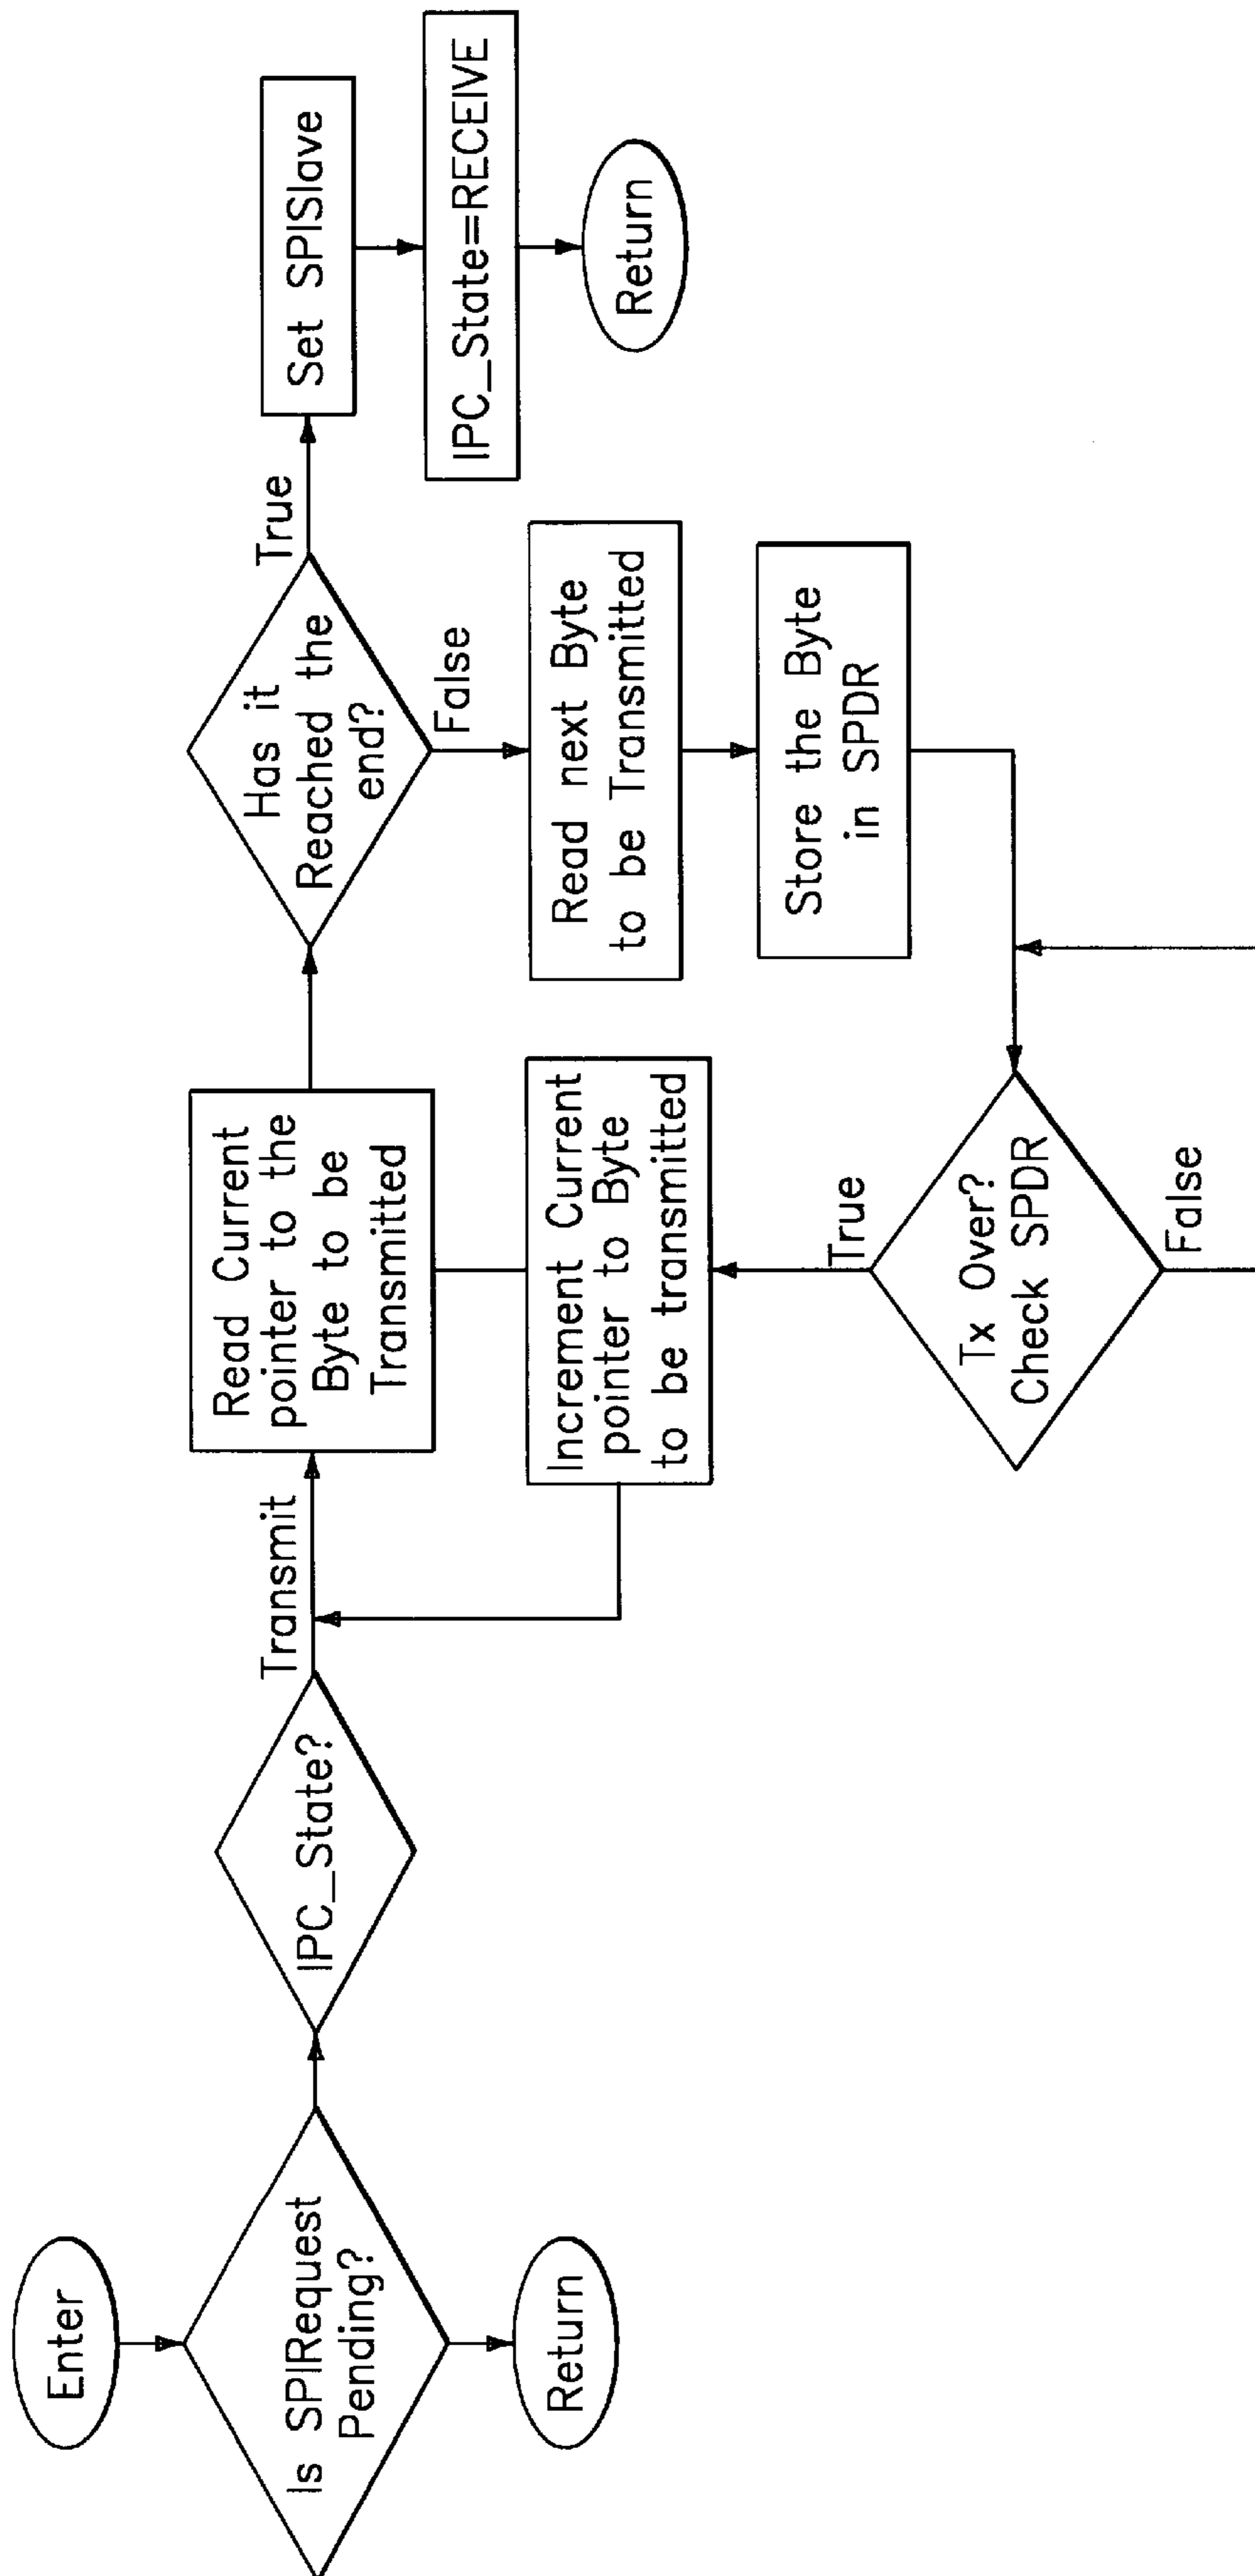 Enter
Is SPIRequest
Pending?
Return
IPC_State?
Transmit
Read Current
pointer to the
Byte to be
Transmitted
Increment Current
pointer to Byte
to be transmitted
True
Tx Over?
Check SPDR
False
Has it
Reached the
end?
True
False
Read next Byte
to be Transmitted
Store the Byte
in SPDR
Set SPISlave
IPC_State=RECEIVE
Return